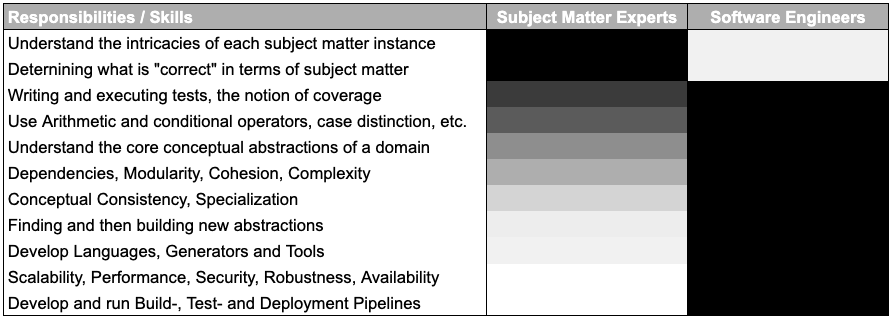 Responsibilities / Skills Subject Matter Experts Software Engineers
Understand the intricacies of each subject matter instance
Deternining what is "correct" in terms of subject matter
Writing and executing tests, the notion of coverage
Use Arithmetic and conditional operators, case distinction, etc.
Understand the core conceptual abstractions of a domain
Dependencies, Modularity, Cohesion, Complexity
Conceptual Consistency, Specialization
Finding and then building new abstractions
Develop Languages, Generators and Tools
Scalability, Performance, Security, Robustness, Availability
Develop and run Build-, Test- and Deployment Pipelines